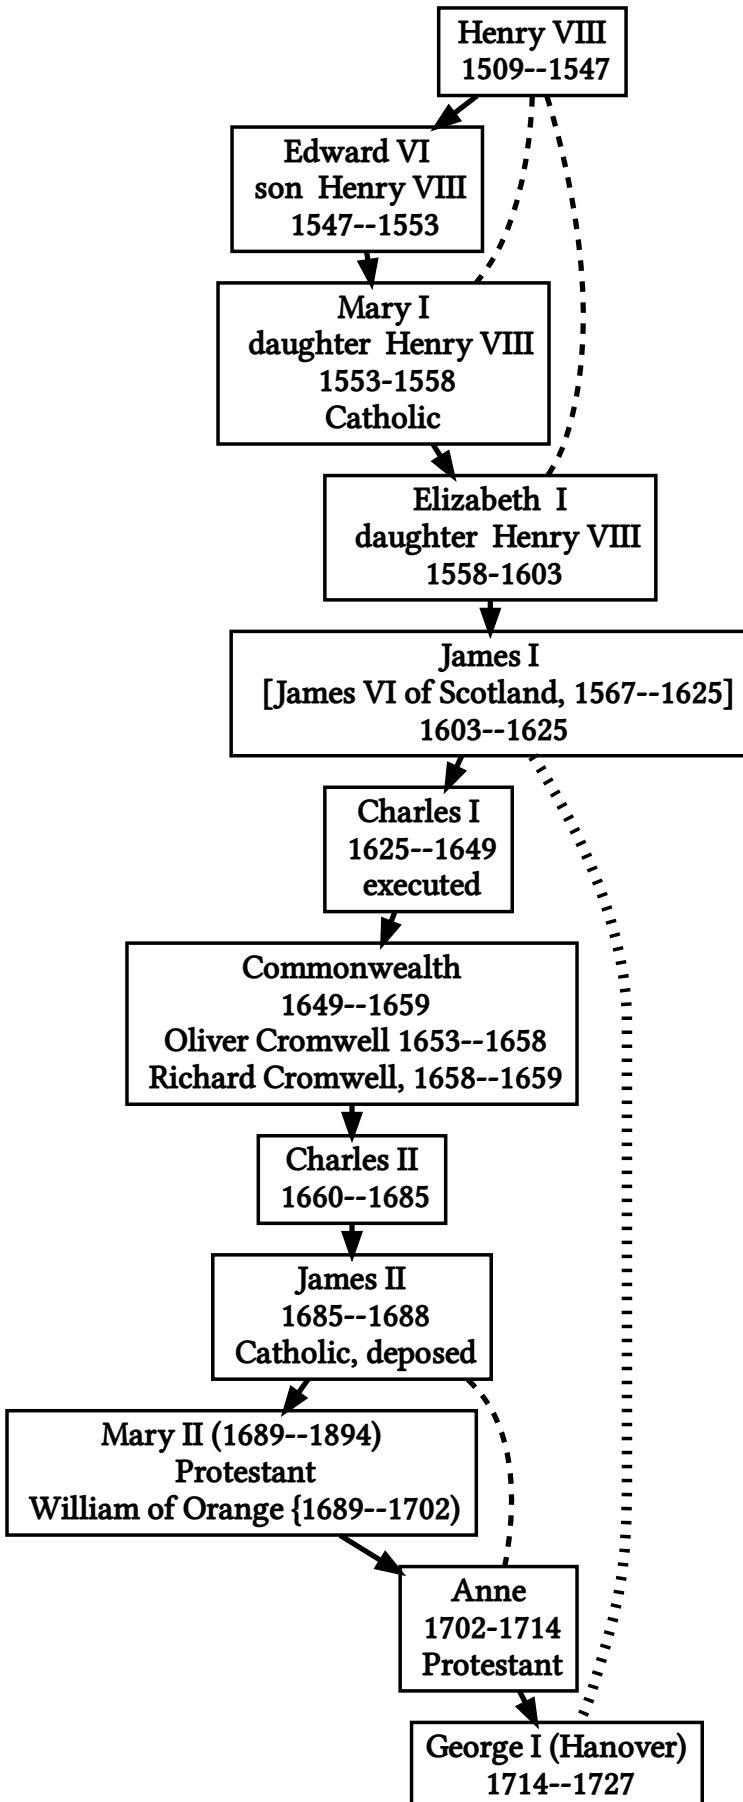 Henry VIII
1509--1547
Edward VI
son Henry VIII
1547--1553
Mary I
daughter Henry VIII
1553-1558
Catholic
Elizabeth I
daughter Henry VIII
1558-1603
James I
[James VI of Scotland, 1567--1625]
1603--1625
Charles I
1625--1649
executed
Commonwealth
1649--1659
Oliver Cromwell 1653--1658
Richard Cromwell, 1658--1659
Charles II
1660--1685
James II
1685--1688
Catholic, deposed
Mary II (1689--1894)
Protestant
William of Orange {1689--1702)
Anne
1702-1714
Protestant
George I (Hanover)
1714--1727